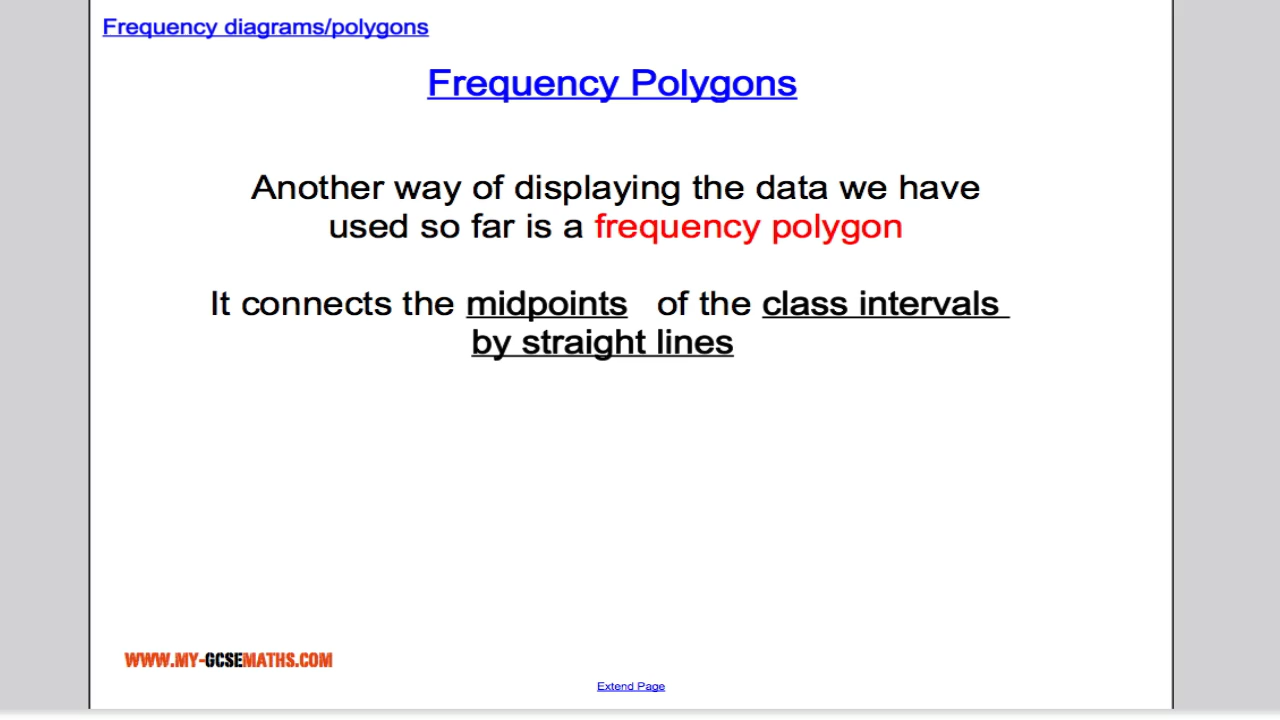 Frequency diagrams/polygons
Frequency Polygons
Another way of displaying the data we have
used so far is a frequency polygon
It connects the midpoints of the class intervals
by straight lines
WWW.MY-GCSEMATHS.COM
Extend Page